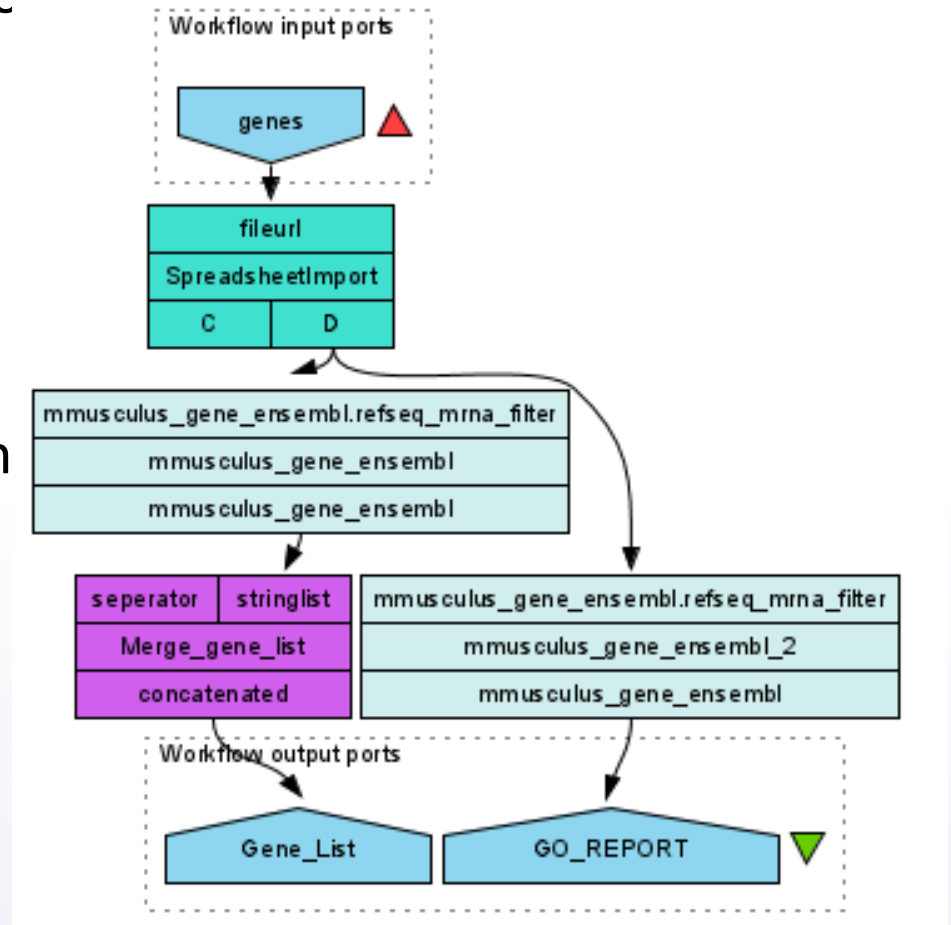 Workflow input ports
genes
fileurl
SpreadsheetImport
C D
mmusculus_gene_ensembl.refseq_mrna_filter
mmusculus_gene_ensembl
mmusculus_gene_ensembl
seperator stringlist
Merge_gene_list
concatenated
mmusculus_gene_ensembl.refseq_mrna_filter
mmusculus_gene_ensembl_2
mmusculus_gene_ensembl
Workflow output ports
Gene_List
GO_REPORT